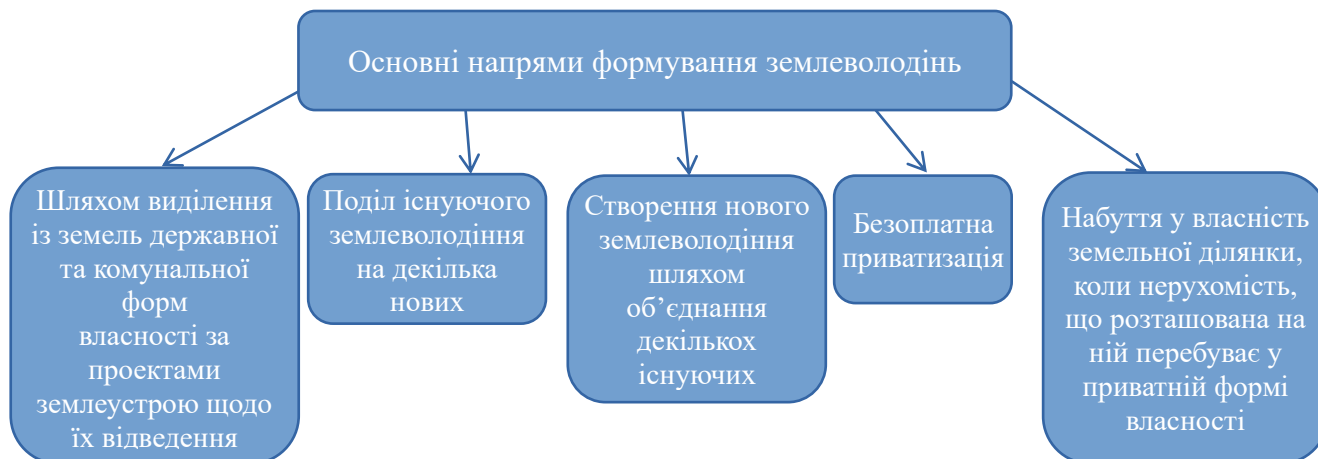 Основні напрями формування землеволодінь
Шляхом виділення
із земель державної
та комунальної
форм
власності за
проектами
землеустрою щодо
їх відведення
Поділ існуючого
землеволодіння
на декілька
нових
Створення нового
землеволодіння
шляхом
об’єднання
декількох
існуючих
Безоплатна
приватизація
Набуття у власність
земельної ділянки,
коли нерухомість,
що розташована на
ній перебуває у
приватній формі
власності